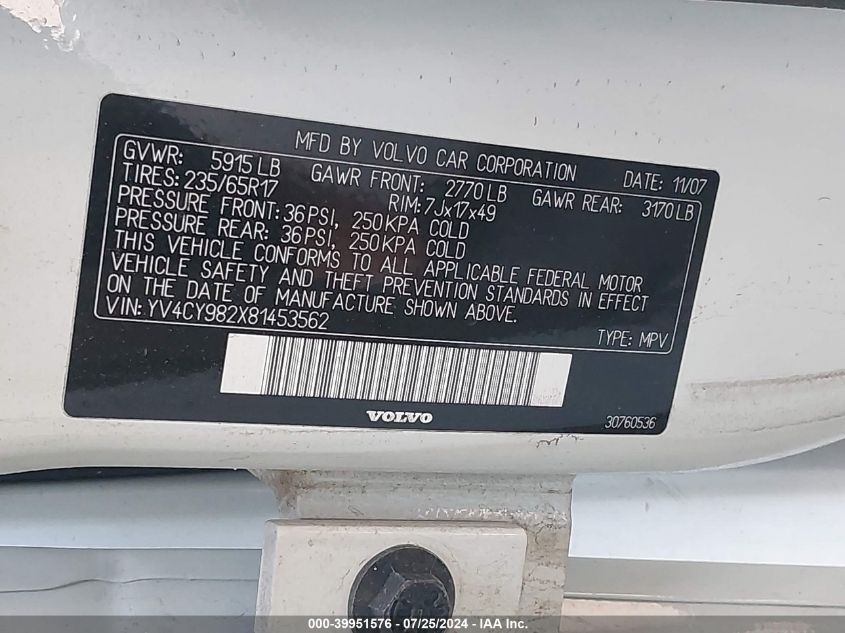 MFD BY VOLVO CAR CORPORATION DATE: 11/07
GVWR: 5915 LB GAWR FRONT: 2770 LB GAWR REAR: 3170 LB
TIRES: 235/65R17 RIM: 7Jx17x49
PRESSURE FRONT: 36 PSI, 250 KPA COLD
PRESSURE REAR: 36 PSI, 250 KPA COLD
THIS VEHICLE CONFORMS TO ALL APPLICABLE FEDERAL MOTOR
VEHICLE SAFETY AND THEFT PREVENTION STANDARDS IN EFFECT
ON THE DATE OF MANUFACTURE SHOWN ABOVE.
VIN: YV4CY982X81453562
TYPE: MPV
VOLVO
30760536
000-39951576 / 07/25/2024 / IAA Inc.